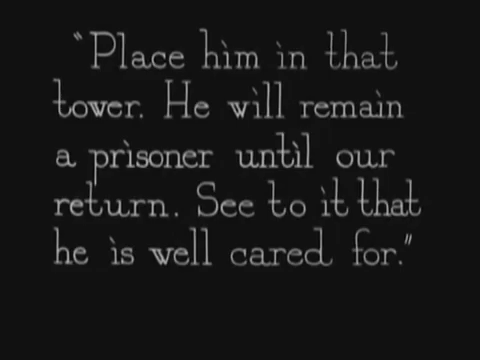 "Place him in that
tower. He will remain
a prisoner until our
return. See to it that
he is well cared for."